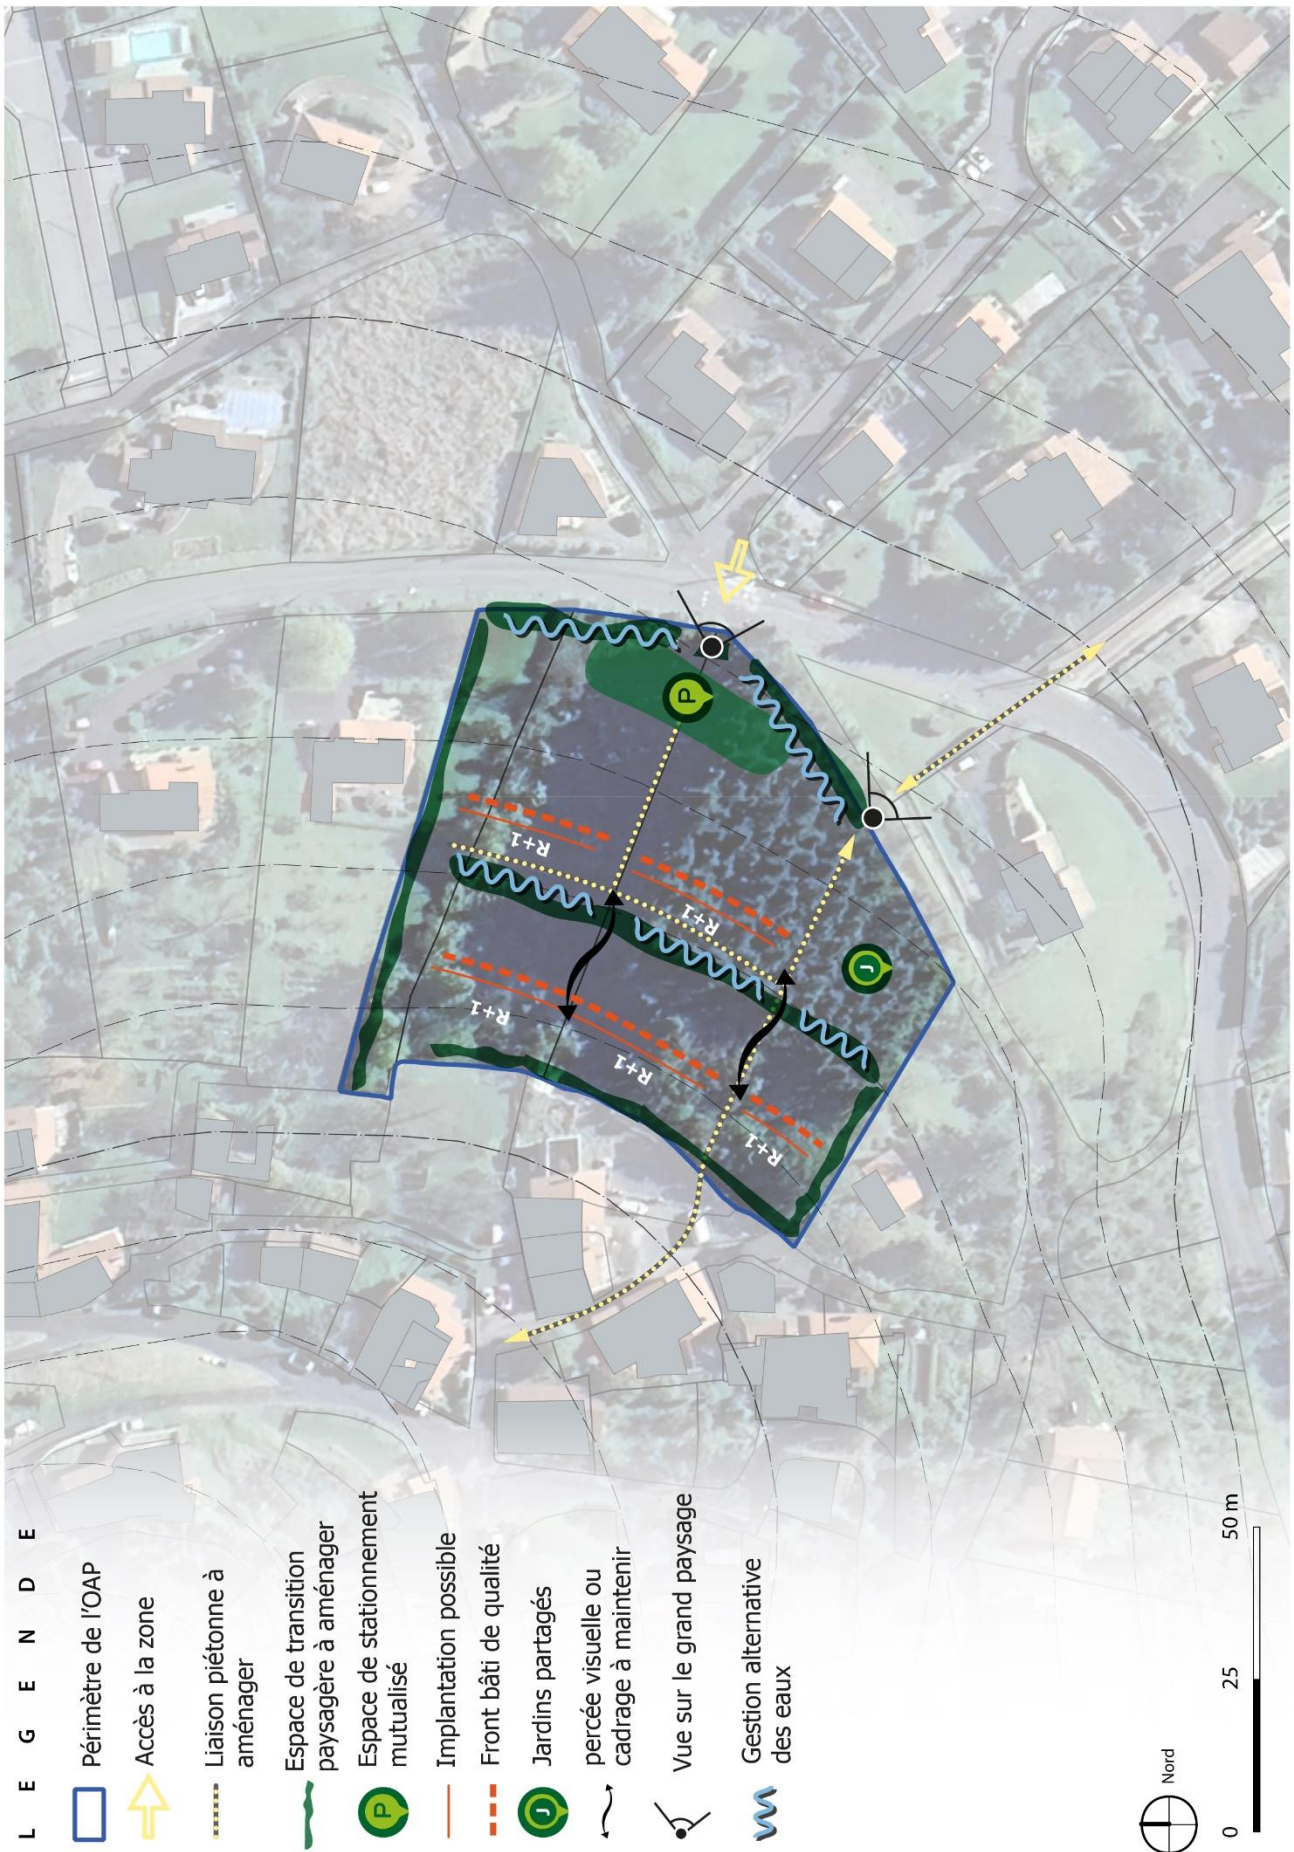 L E G E N D E
Périmètre de l'OAP
Accès à la zone
Liaison piétonne à
aménager
Espace de transition
paysagère à aménager
P
Espace de stationnement
mutualisé
Implantation possible
Front bâti de qualité
J
Jardins partagés
percée visuelle ou
cadrage à maintenir
Vue sur le grand paysage
Gestion alternative
des eaux
Nord
0
25
50 m
R+1
R+1
R+1
R+1
R+1
P
J